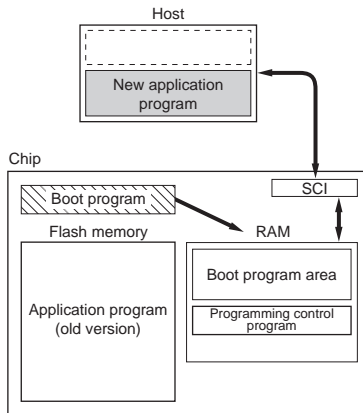 Host
New application
program
Chip
SCI
Boot program
Flash memory
RAM
Boot program area
Application program
(old version)
Programming control
program